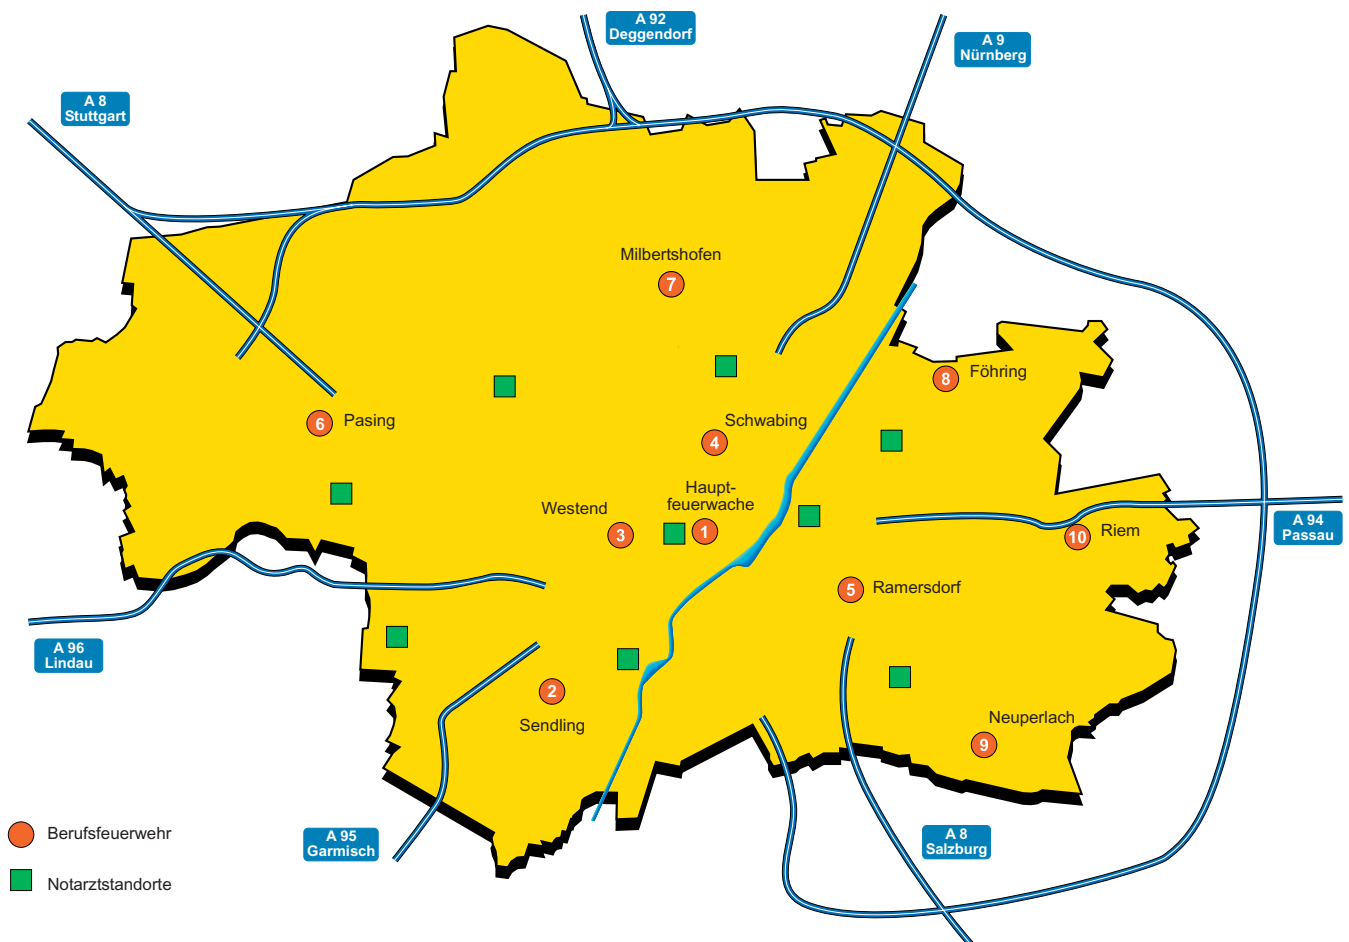 A 92
Deggendorf
A 9
Nürnberg
A 8
Stuttgart
Milbertshofen
7
8
Föhring
6
Pasing
Schwabing
4
Haupt-
feuerwache
Westend
3
1
10
Riem
A 94
Passau
5
Ramersdorf
A 96
Lindau
2
Sendling
Neuperlach
9
Berufsfeuerwehr
A 95
Garmisch
A 8
Salzburg
Notarztstandorte